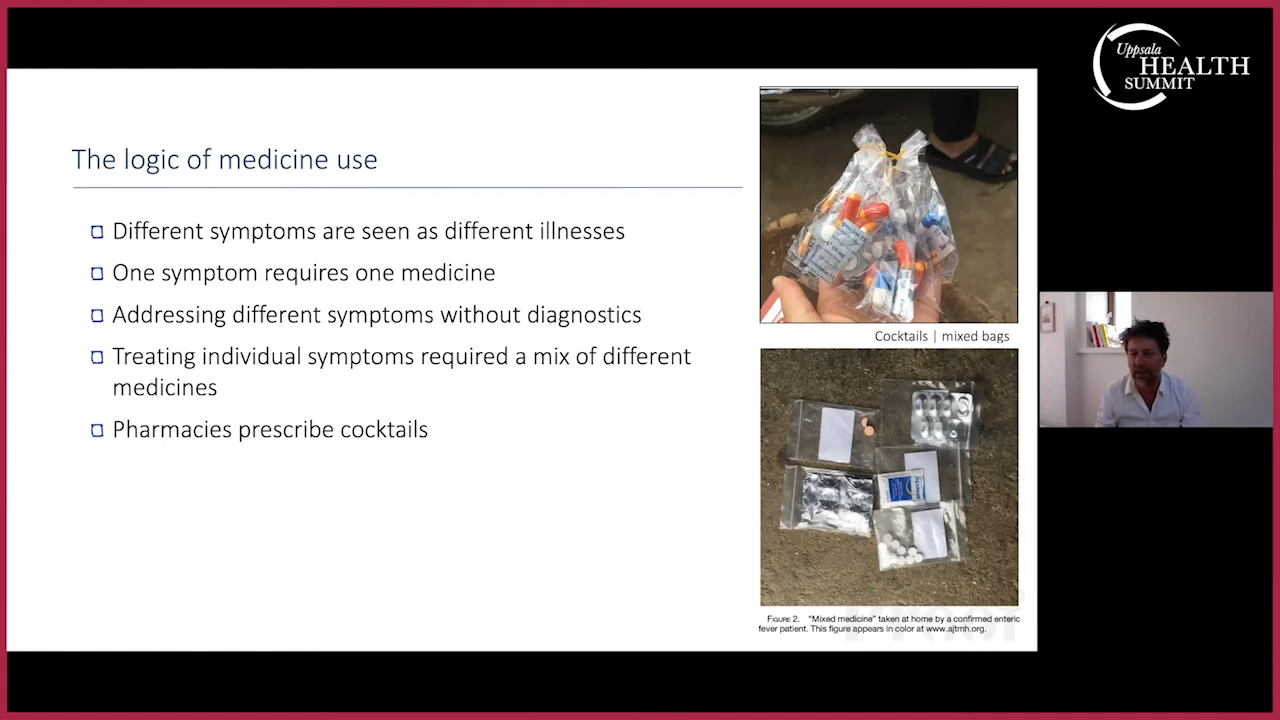 Uppsala
HEALTH
SUMMIT
The logic of medicine use
Different symptoms are seen as different illnesses
One symptom requires one medicine
Addressing different symptoms without diagnostics
Treating individual symptoms required a mix of different
medicines
Pharmacies prescribe cocktails
Cocktails | mixed bags
FIGURE 2. "Mixed medicine" taken at home by a confirmed enteric
fever patient. This figure appears in color at www.ajtmh.org.